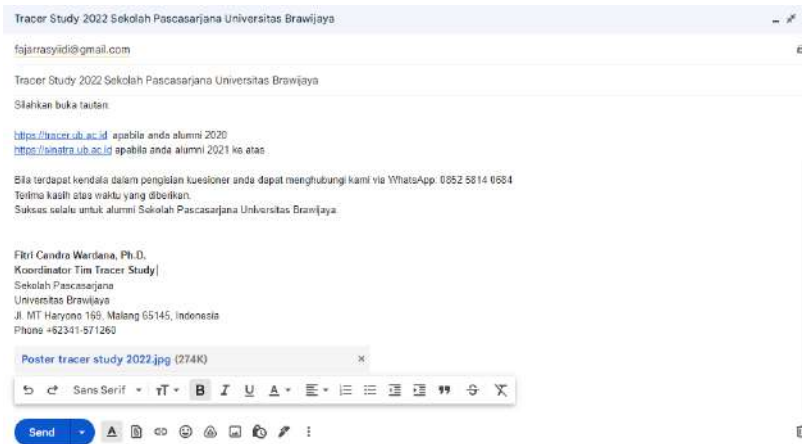 Tracer Study 2022 Sekolah Pascasarjana Universitas Brawijaya
fajarrasyiidi@gmail.com
Tracer Study 2022 Sekolah Pascasarjana Universitas Brawijaya
Silahkan buka tautan:
https://tracer.ub.ac.id apabila anda alumni 2020
https://sinatra.ub.ac.id apabila anda alumni 2021 ke atas
Bila terdapat kendala dalam pengisian kuesioner anda dapat menghubungi kami via WhatsApp: 0852 5814 0684
Terima kasih atas waktu yang diberikan.
Sukses selalu untuk alumni Sekolah Pascasarjana Universitas Brawijaya.
Fitri Candra Wardana, Ph.D.
Koordinator Tim Tracer Study
Sekolah Pascasarjana
Universitas Brawijaya
Jl. MT Haryono 169, Malang 65145, Indonesia
Phone +62341-571260
Poster tracer study 2022.jpg (274K)
Sans Serif
Send